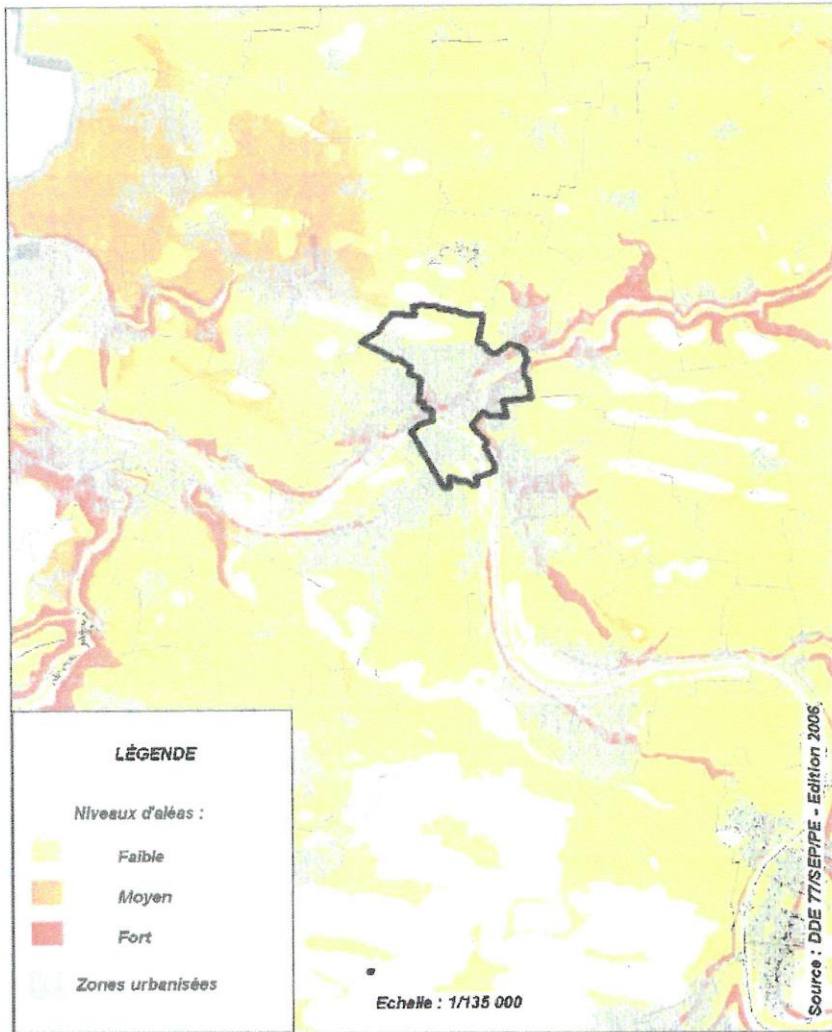 LÉGENDE
Niveaux d'aléas :
Faible
Moyen
Fort
Zones urbanisées
Echelle : 1/135 000
Source : DDE 77/SEP/PE - Edition 2006